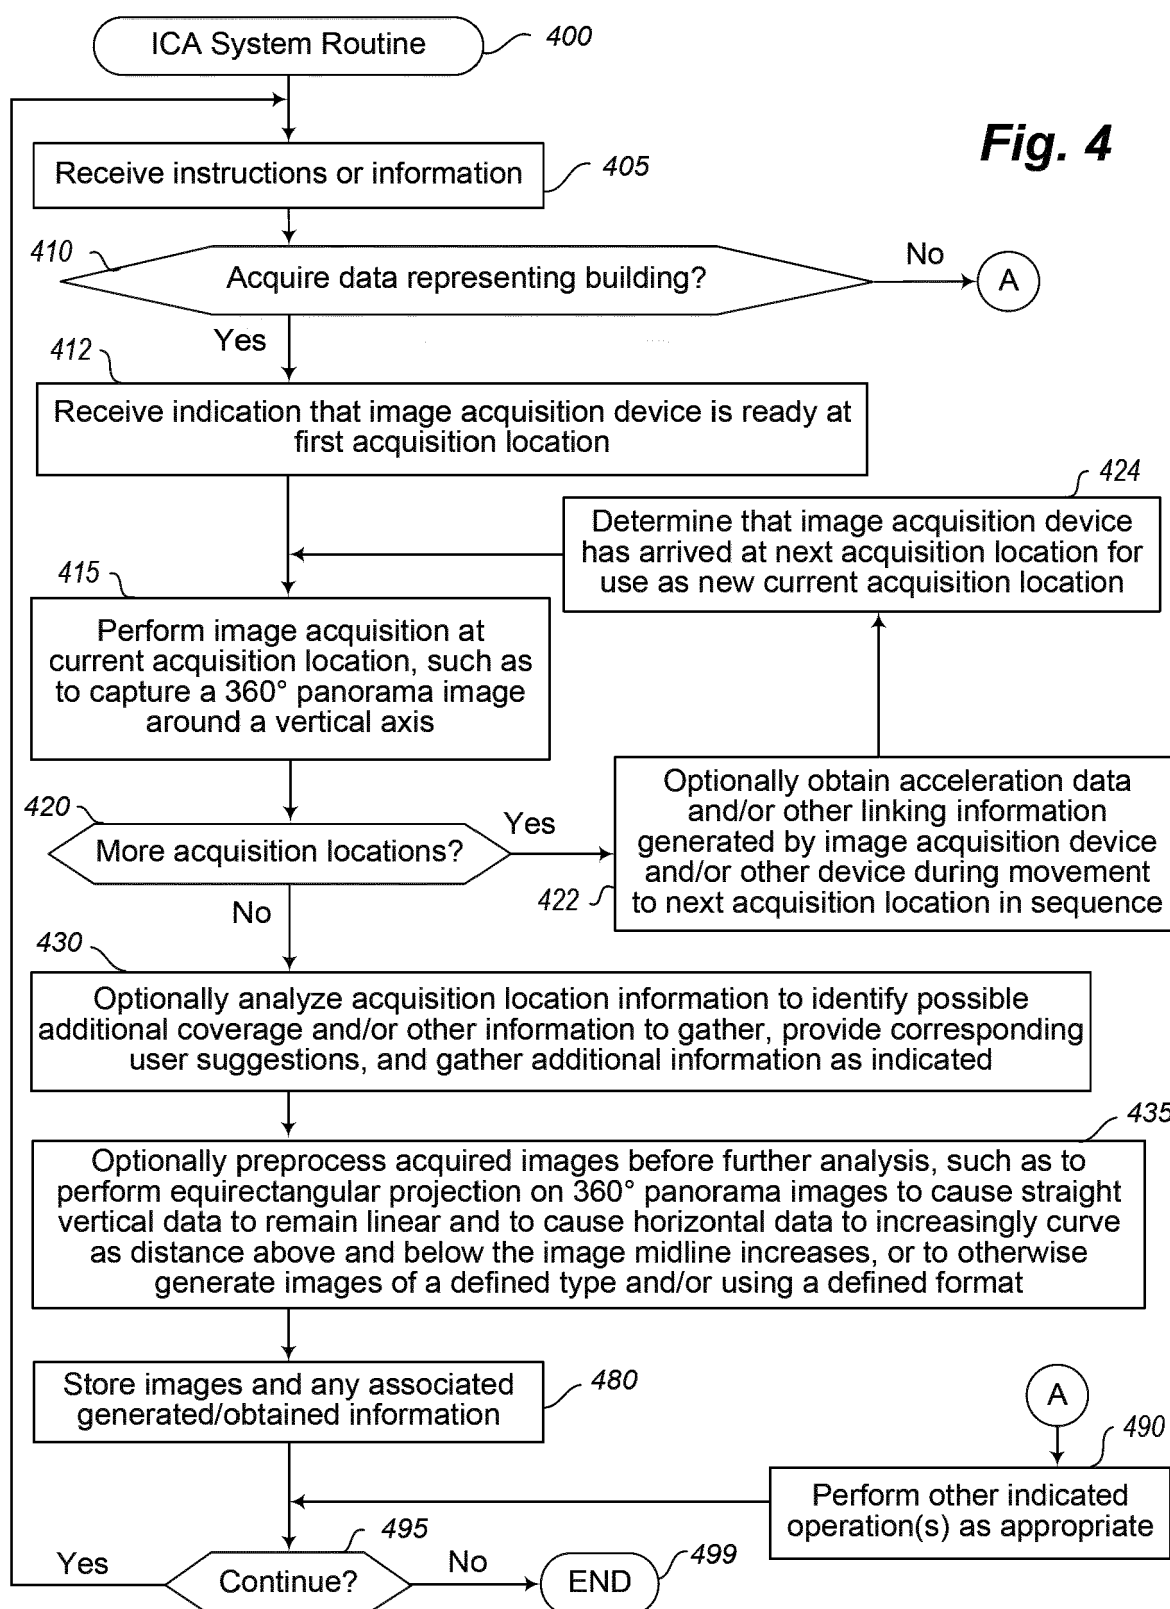 ICA System Routine
400
Fig. 4
Receive instructions or information
405
410
Acquire data representing building?
No
A
Yes
412
Receive indication that image acquisition device is ready at
first acquisition location
424
Determine that image acquisition device
has arrived at next acquisition location for
use as new current acquisition location
415
Perform image acquisition at
current acquisition location, such as
to capture a 360° panorama image
around a vertical axis
420
More acquisition locations?
Yes
Optionally obtain acceleration data
and/or other linking information
generated by image acquisition device
and/or other device during movement
to next acquisition location in sequence
422
No
430
Optionally analyze acquisition location information to identify possible
additional coverage and/or other information to gather, provide corresponding
user suggestions, and gather additional information as indicated
435
Optionally preprocess acquired images before further analysis, such as to
perform equirectangular projection on 360° panorama images to cause straight
vertical data to remain linear and to cause horizontal data to increasingly curve
as distance above and below the image midline increases, or to otherwise
generate images of a defined type and/or using a defined format
Store images and any associated
generated/obtained information
480
A
490
Perform other indicated
operation(s) as appropriate
495
Yes
Continue?
No
END
499